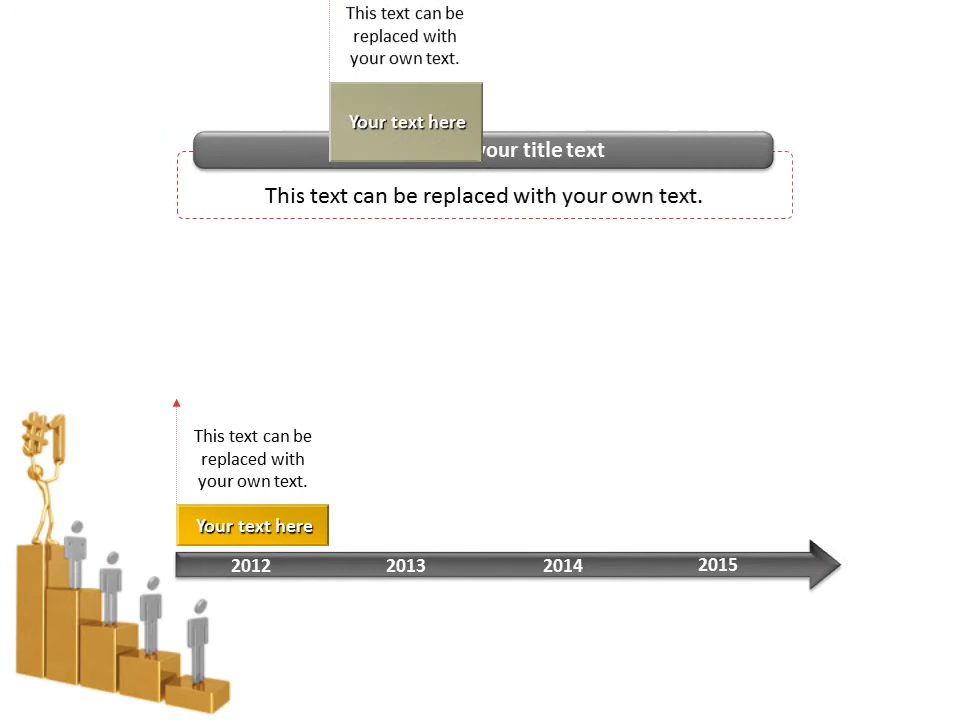 This text can be
replaced with
your own text.
Your text here
your title text
This text can be replaced with your own text.
#1
This text can be
replaced with
your own text.
Your text here
2012 2013 2014 2015